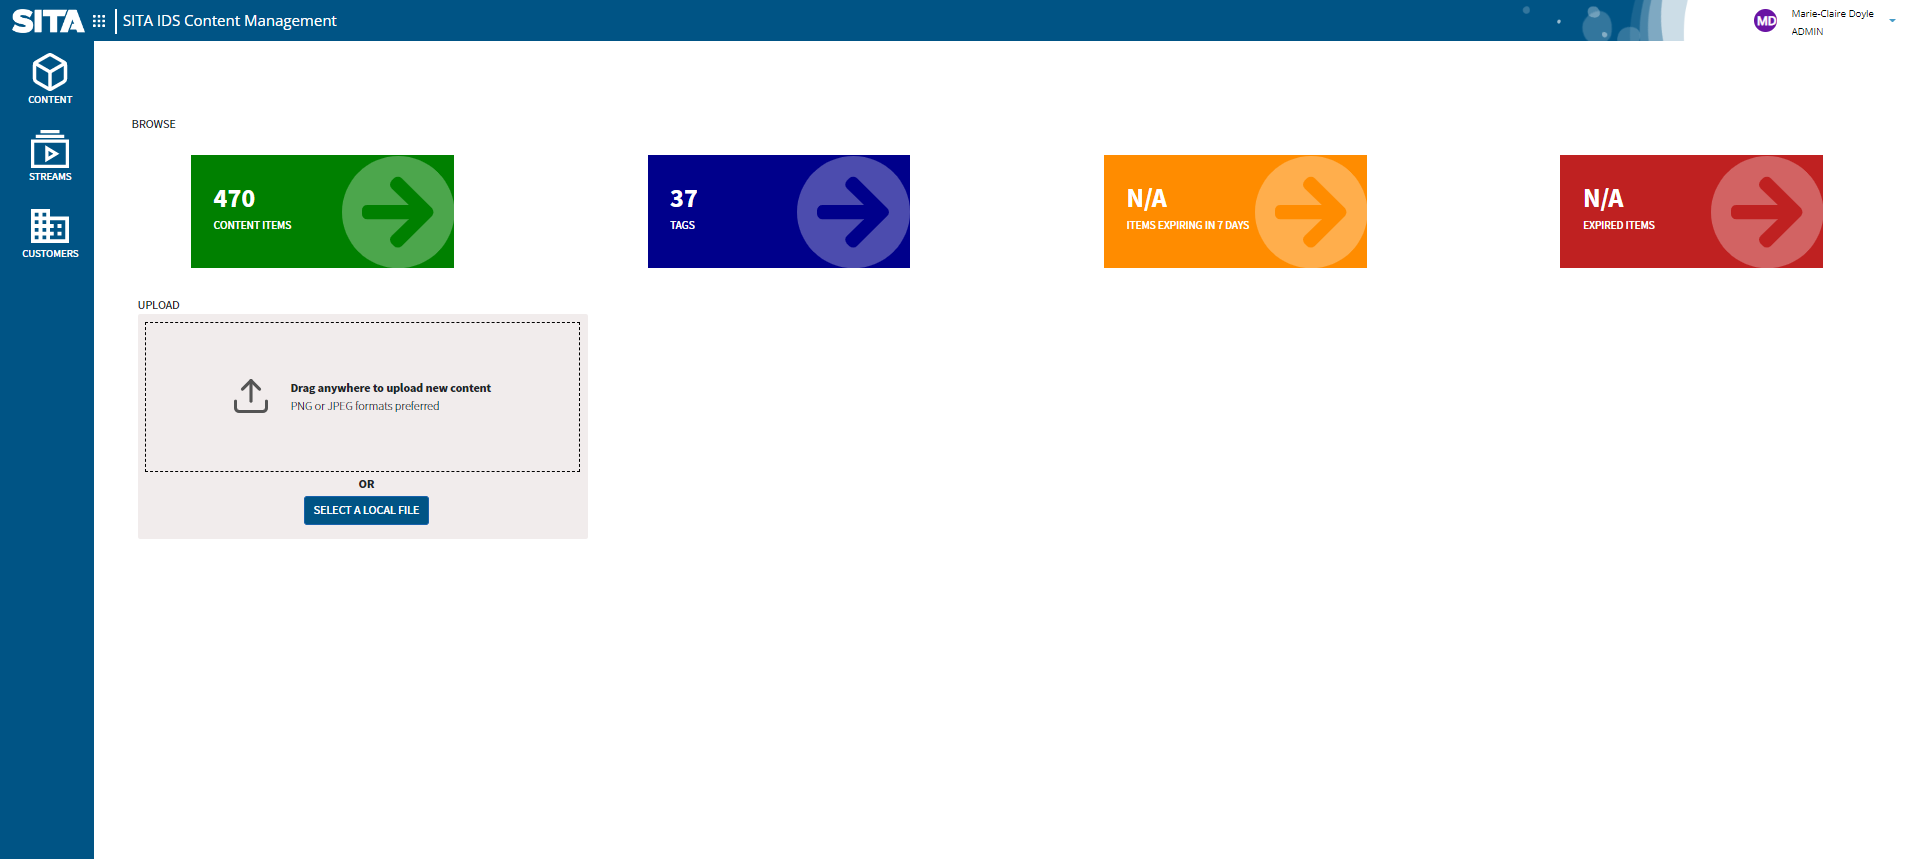 SITA
SITA IDS Content Management
MD
Marie-Claire Doyle
ADMIN
CONTENT
STREAMS
CUSTOMERS
BROWSE
470
CONTENT ITEMS
37
TAGS
N/A
ITEMS EXPIRING IN 7 DAYS
N/A
EXPIRED ITEMS
UPLOAD
Drag anywhere to upload new content
PNG or JPEG formats preferred
OR
SELECT A LOCAL FILE